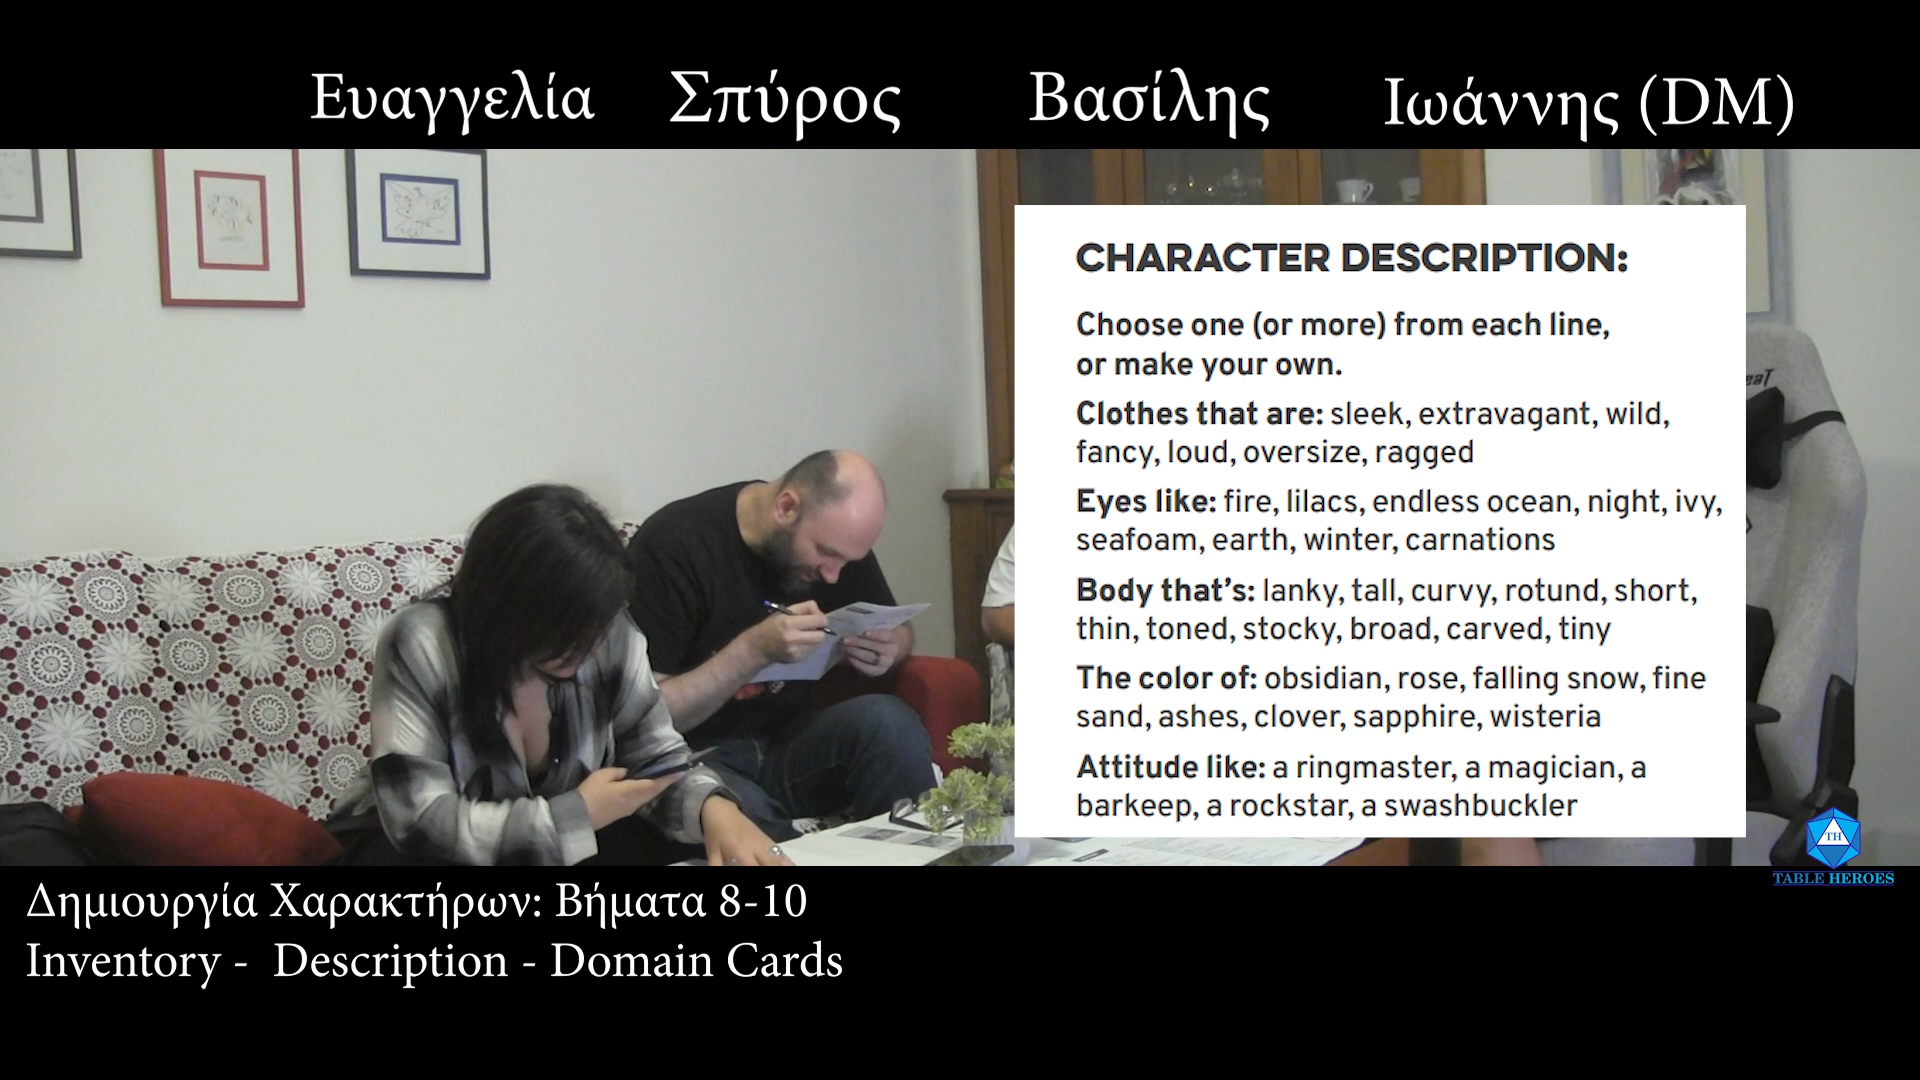 Ευαγγελία Σπύρος Βασίλης Ιωάννης (DM)
CHARACTER DESCRIPTION:
Choose one (or more) from each line,
or make your own.
Clothes that are: sleek, extravagant, wild,
fancy, loud, oversize, ragged
Eyes like: fire, lilacs, endless ocean, night, ivy,
seafoam, earth, winter, carnations
Body that's: lanky, tall, curvy, rotund, short,
thin, toned, stocky, broad, carved, tiny
The color of: obsidian, rose, falling snow, fine
sand, ashes, clover, sapphire, wisteria
Attitude like: a ringmaster, a magician, a
barkeep, a rockstar, a swashbuckler
TH
TABLE HEROES
Δημιουργία Χαρακτήρων: Βήματα 8-10
Inventory - Description - Domain Cards